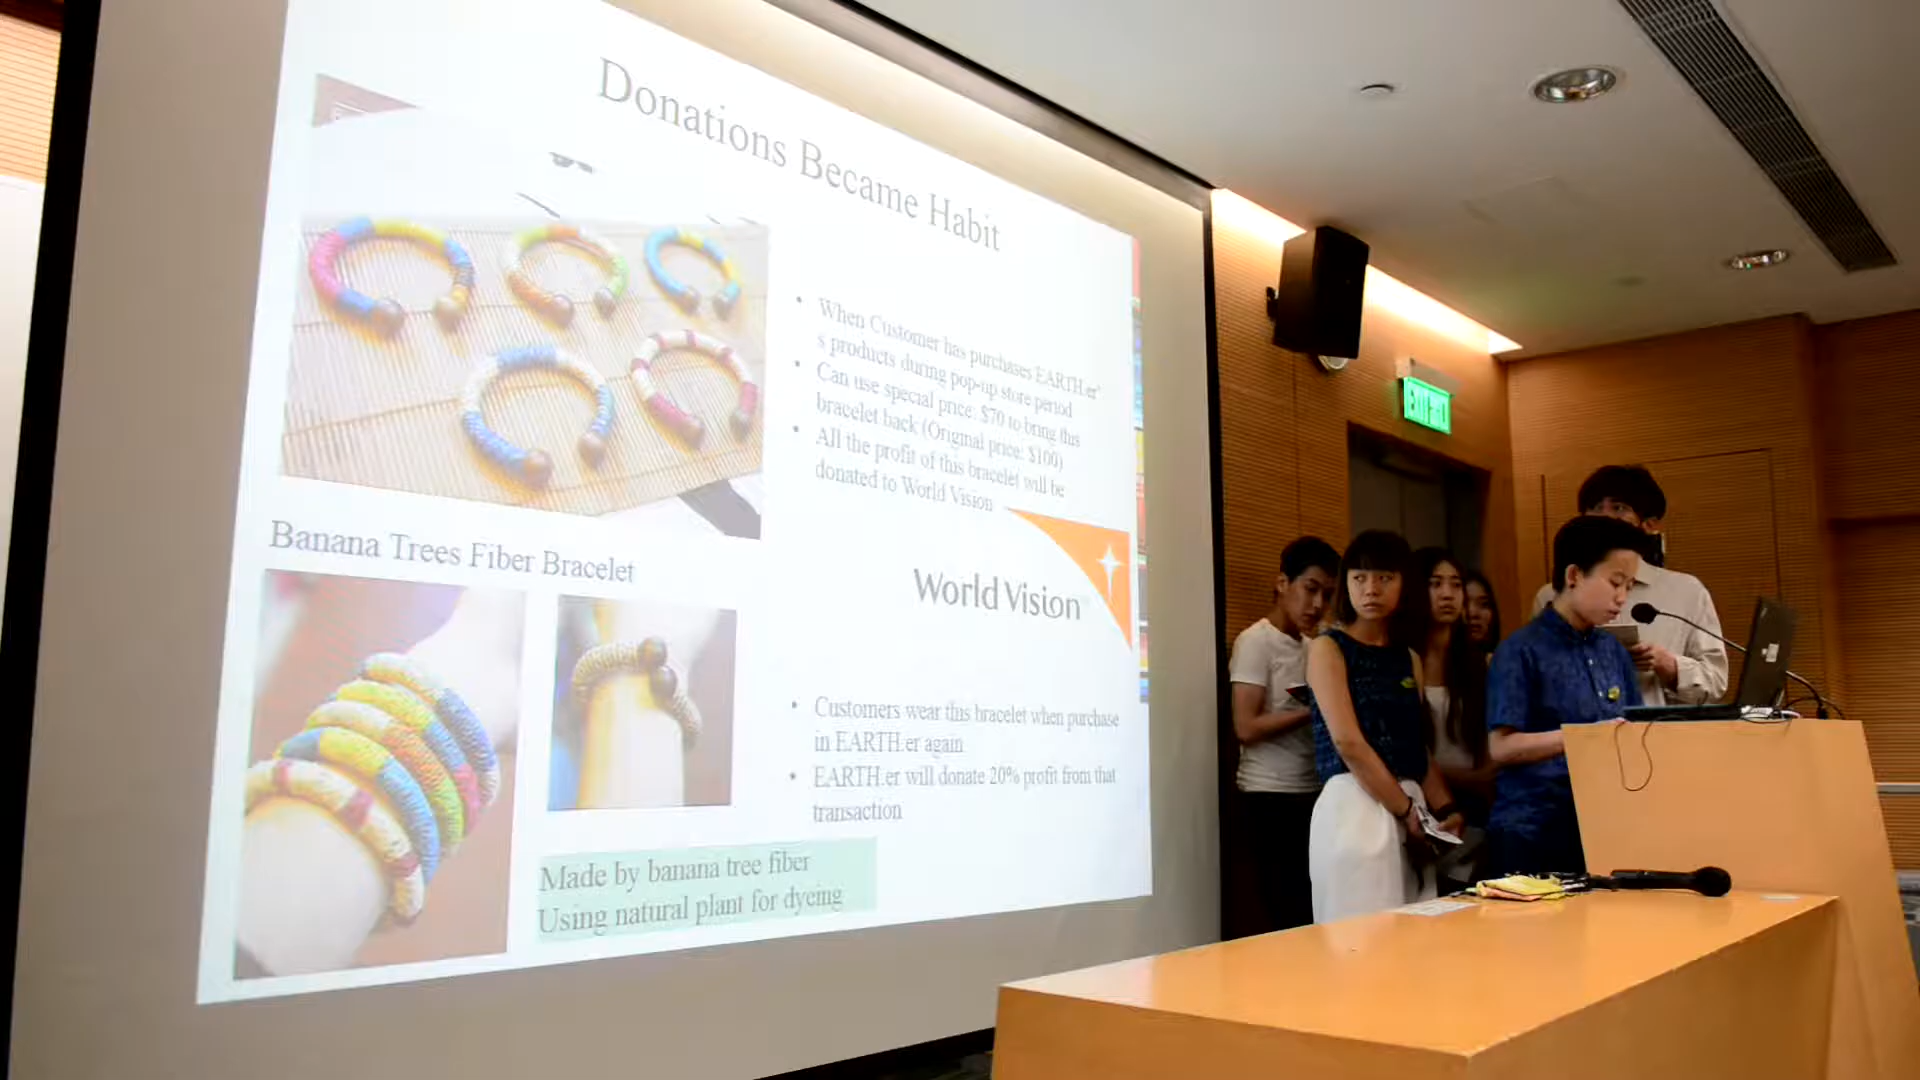 Donations Became Habit
• When Customer has purchases EARTH.er'
s products during pop-up store period
• Can use special price: $70 to bring this
bracelet back (Original price: $100)
• All the profit of this bracelet will be
donated to World Vision
Banana Trees Fiber Bracelet
World Vision
• Customers wear this bracelet when purchase
in EARTH.er again
• EARTH.er will donate 20% profit from that
transaction
Made by banana tree fiber
Using natural plant for dyeing
EXIT